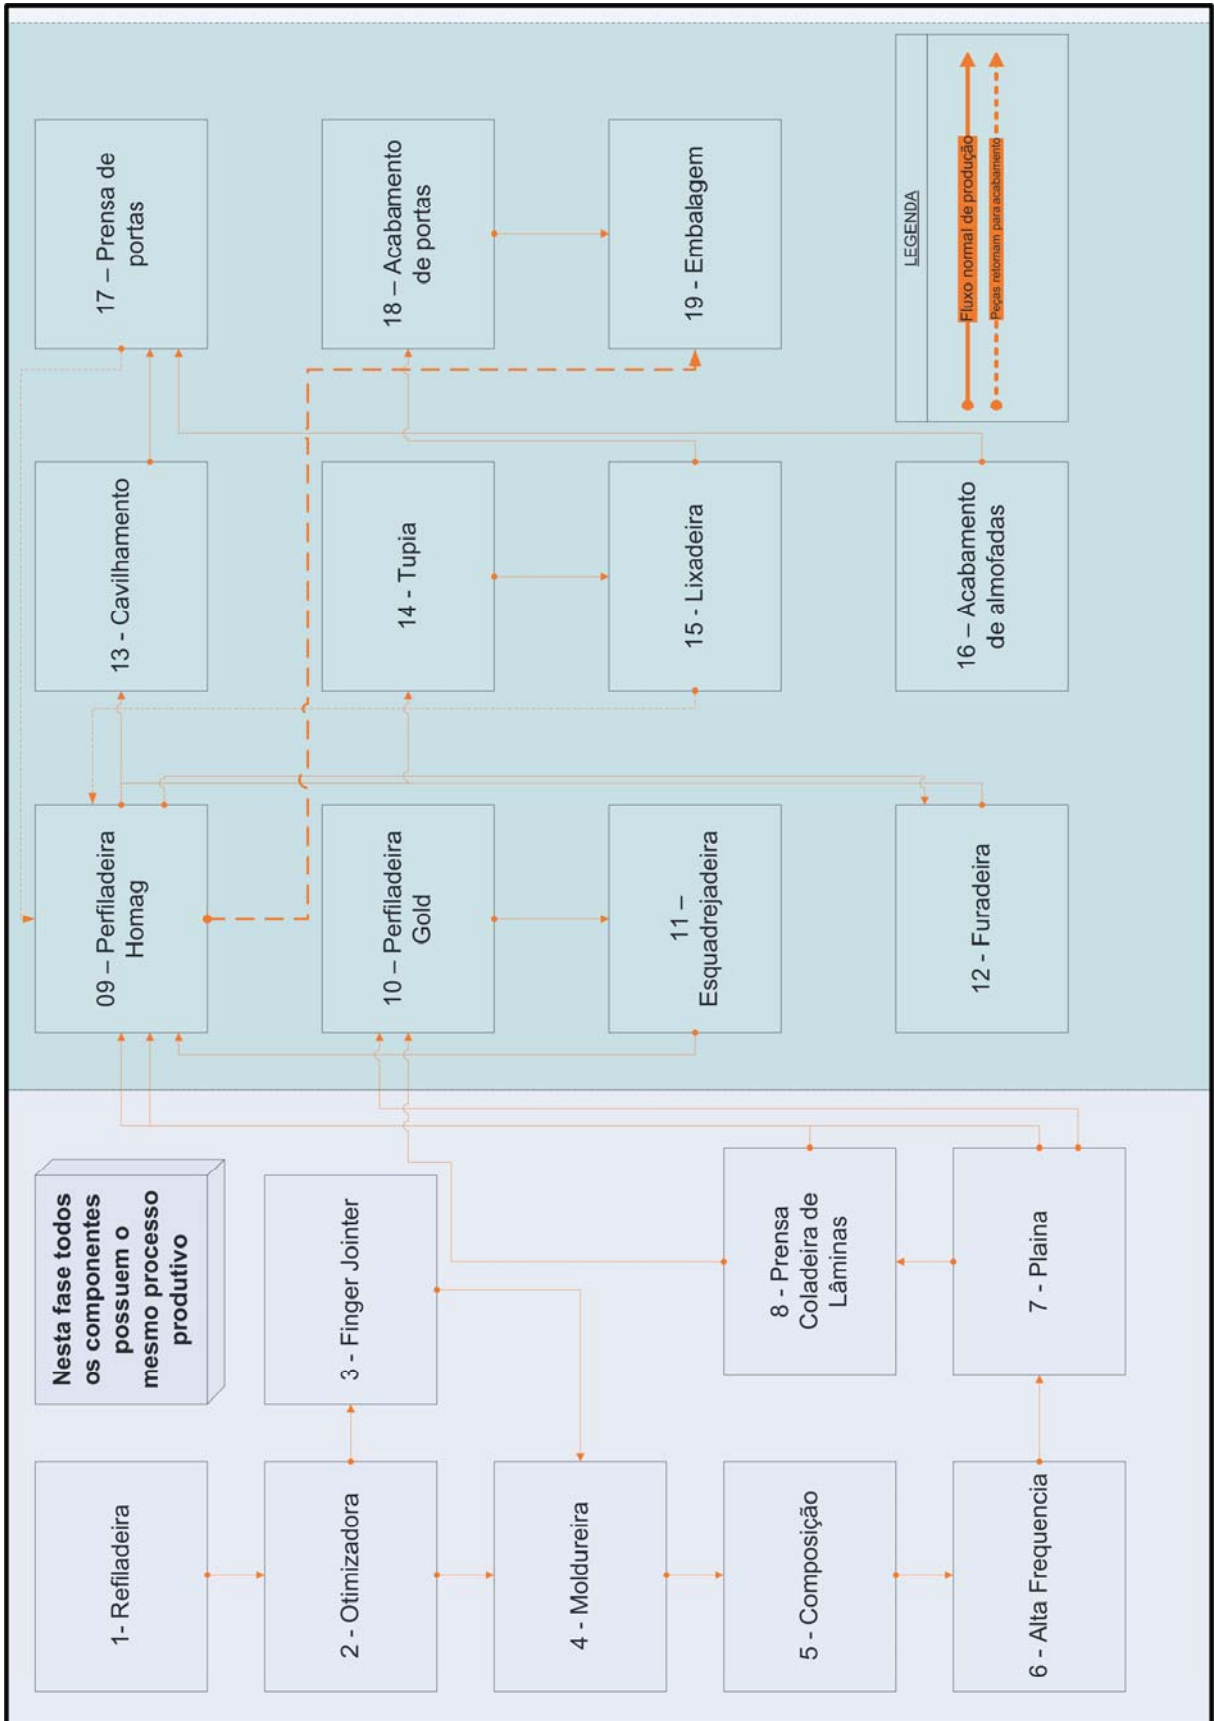 Nesta fase todos
os componentes
possuem o
mesmo processo
produtivo
1- Refiladeira
2 - Otimizadora
3 - Finger Jointer
4 - Moldureira
5 - Composição
6 - Alta Frequencia
7 - Plaina
8 - Prensa
Coladeira de
Lâminas
09 – Perfiladeira
Homag
10 – Perfiladeira
Gold
11 –
Esquadrejadeira
12 - Furadeira
13 - Cavilhamento
14 - Tupia
15 - Lixadeira
16 – Acabamento
de almofadas
17 – Prensa de
portas
18 – Acabamento
de portas
19 - Embalagem
LEGENDA
Fluxo normal de produção
Peças retornam para acabamento